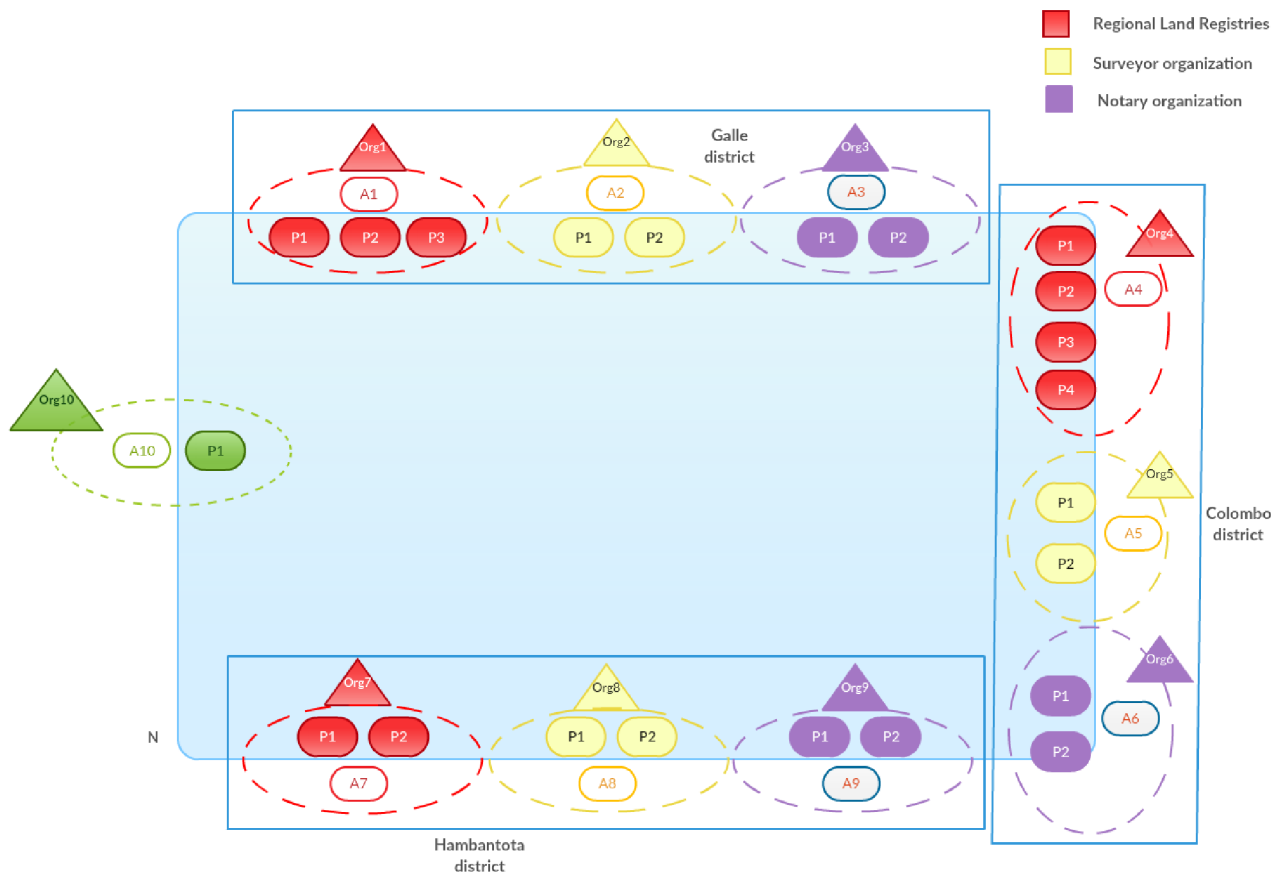 Regional Land Registries
Surveyor organization
Notary organization
Galle
district
Org1
A1
P1
P2
P3
Org2
A2
P1
P2
Org3
A3
P1
P2
Org4
P1
P2
P3
P4
A4
Org5
P1
P2
A5
Colombo
district
Org6
P1
P2
A6
Org10
A10
P1
N
Org7
P1
P2
A7
Org8
P1
P2
A8
Org9
P1
P2
A9
Hambantota
district